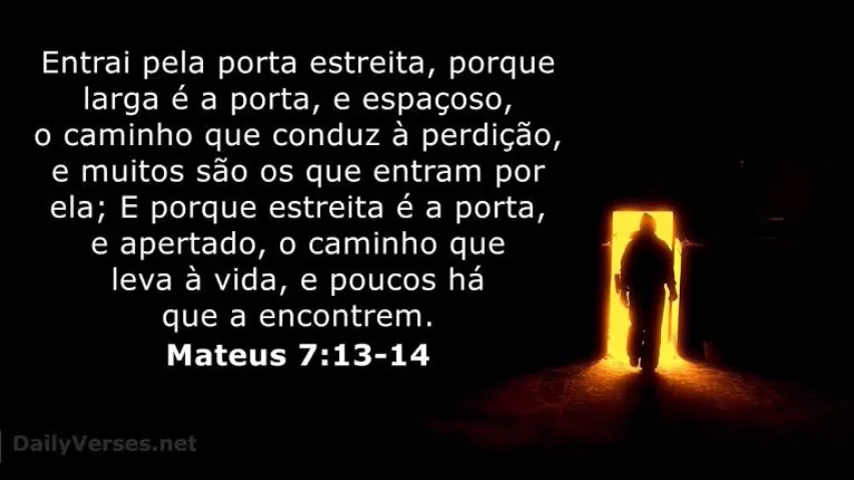 Entrai pela porta estreita, porque
larga é a porta, e espaçoso,
o caminho que conduz à perdição,
e muitos são os que entram por
ela; E porque estreita é a porta,
e apertado, o caminho que
leva à vida, e poucos há
que a encontrem.
Mateus 7:13-14
DailyVerses.net